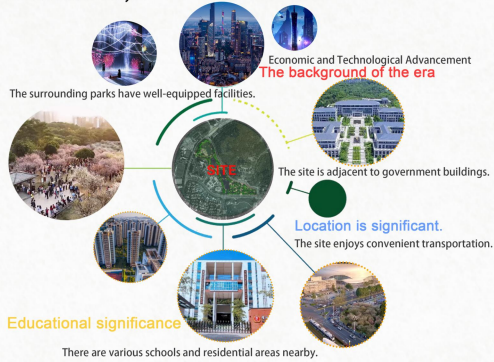 Economic and Technological Advancement
The background of the era
The surrounding parks have well-equipped facilities.
SITE
The site is adjacent to government buildings.
Location is significant.
The site enjoys convenient transportation.
Educational significance
There are various schools and residential areas nearby.